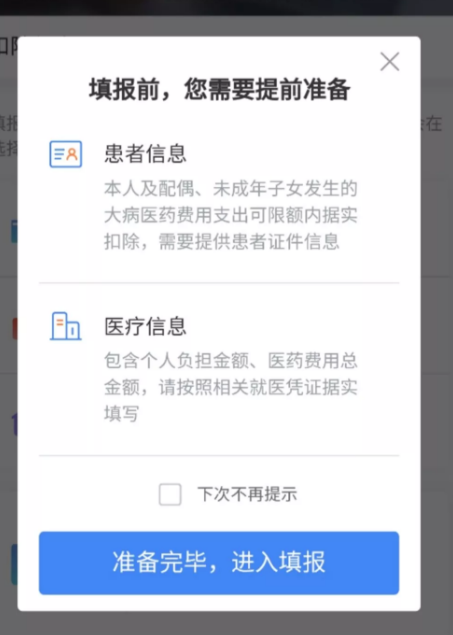 填报前，您需要提前准备
患者信息
本人及配偶、未成年子女发生的
大病医药费用支出可限额内据实
扣除，需要提供患者证件信息
医疗信息
包含个人负担金额、医药费用总
金额，请按照相关就医凭证据实
填写
下次不再提示
准备完毕，进入填报